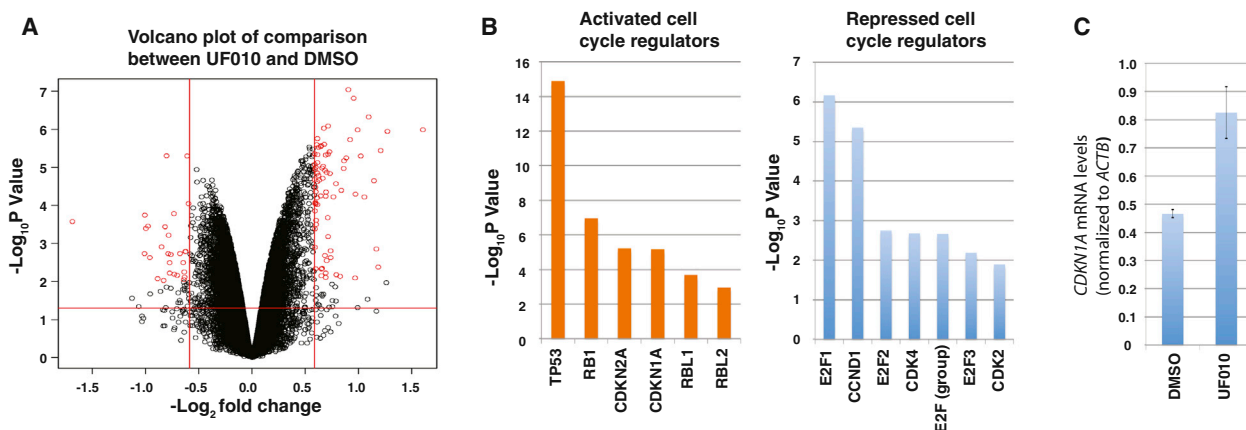 A
Volcano plot of comparison
between UF010 and DMSO
-Log10P Value
7
6
5
4
3
2
1
0
-1.5
-1.0
-0.5
0.0
0.5
1.0
1.5
-Log2 fold change
B
Activated cell
cycle regulators
-Log10P Value
16
14
12
10
8
6
4
2
0
TP53
RB1
CDKN2A
CDKN1A
RBL1
RBL2
Repressed cell
cycle regulators
-Log10P Value
7
6
5
4
3
2
1
0
E2F1
CCND1
E2F2
CDK4
E2F (group)
E2F3
CDK2
C
CDKN1A mRNA levels
(normalized to ACTB)
1.0
0.9
0.8
0.7
0.6
0.5
0.4
0.3
0.2
0.1
0
DMSO
UF010